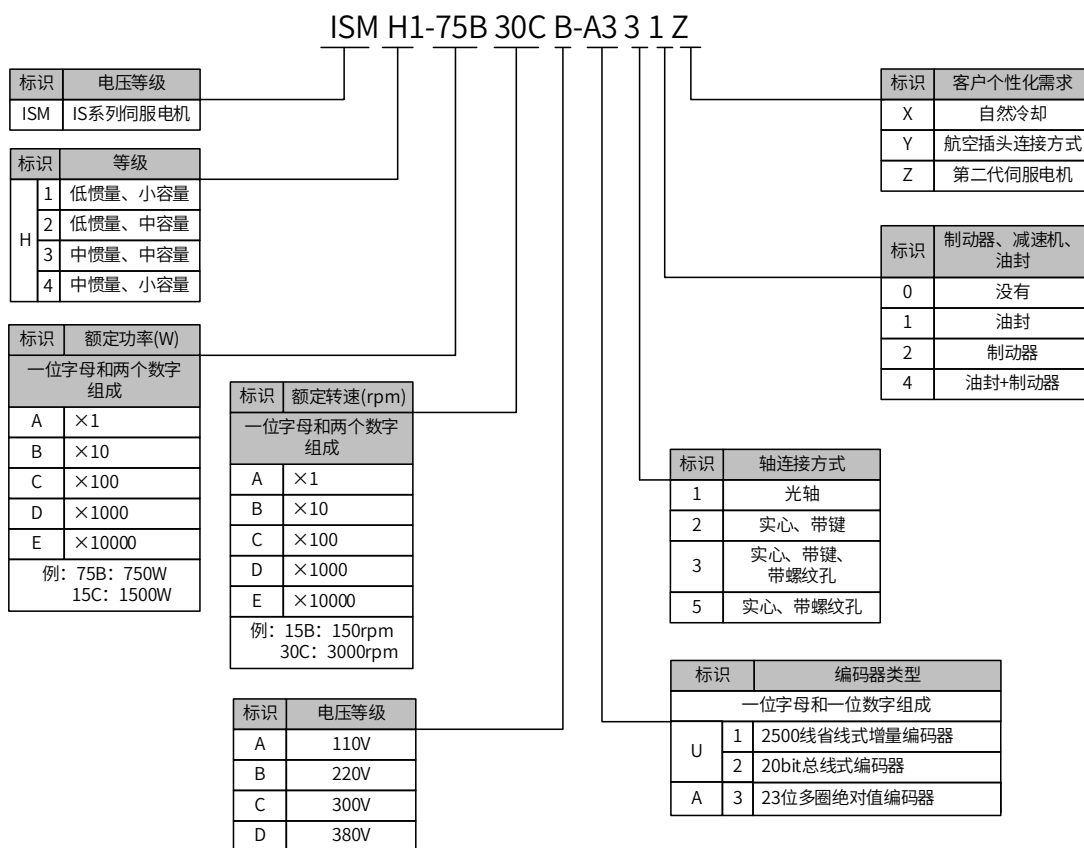 ISM H1-75B 30C B-A3 3 1 Z
标识 电压等级
ISM IS系列伺服电机
标识 等级
H
1 低惯量、小容量
2 低惯量、中容量
3 中惯量、中容量
4 中惯量、小容量
标识 额定功率(W)
一位字母和两个数字
组成
A ×1
B ×10
C ×100
D ×1000
E ×10000
例：75B：750W
15C：1500W
标识 额定转速(rpm)
一位字母和两个数字
组成
A ×1
B ×10
C ×100
D ×1000
E ×10000
例：15B：150rpm
30C：3000rpm
标识 电压等级
A 110V
B 220V
C 300V
D 380V
标识 客户个性化需求
X 自然冷却
Y 航空插头连接方式
Z 第二代伺服电机
标识 制动器、减速机、
油封
0 没有
1 油封
2 制动器
4 油封+制动器
标识 轴连接方式
1 光轴
2 实心、带键
3 实心、带键、
带螺纹孔
5 实心、带螺纹孔
标识 编码器类型
一位字母和一位数字组成
U
1 2500线省线式增量编码器
2 20bit总线式编码器
A 3 23位多圈绝对值编码器